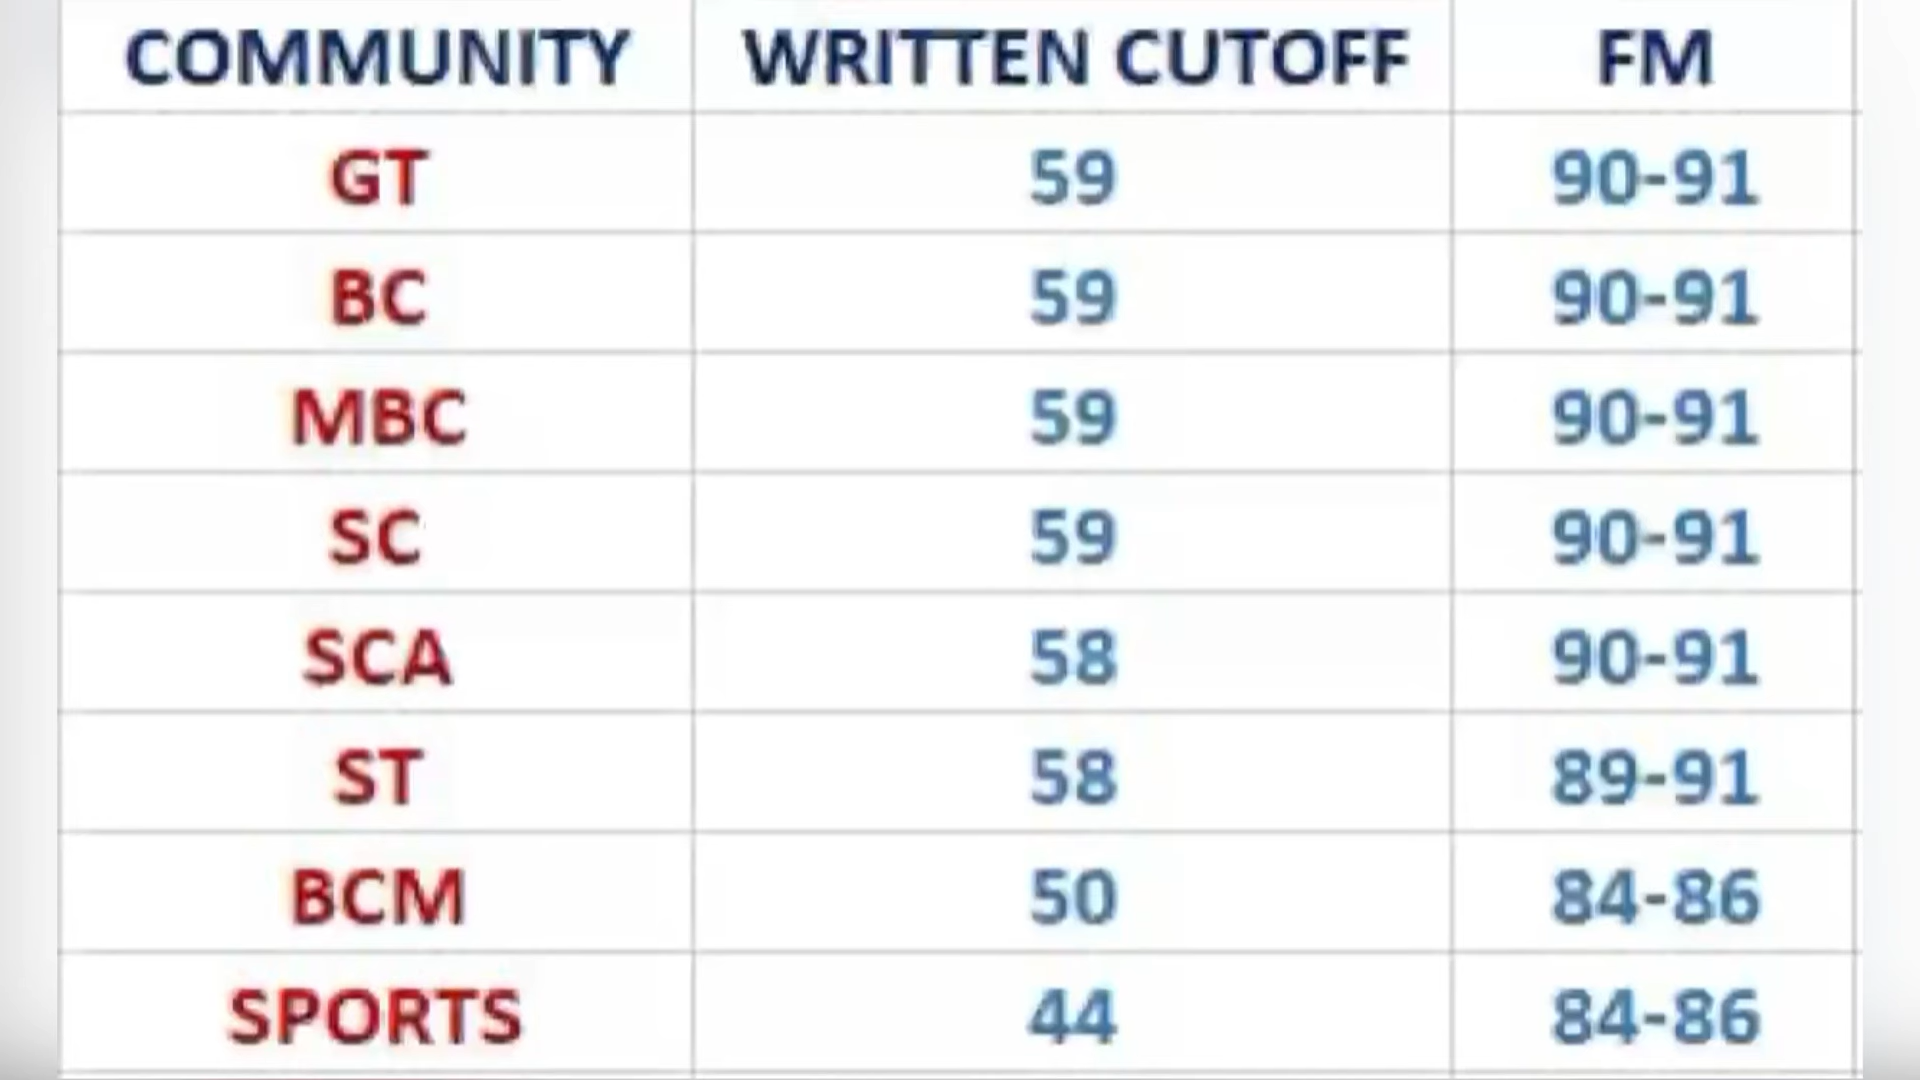 COMMUNITY WRITTEN CUTOFF FM
GT 59 90-91
BC 59 90-91
MBC 59 90-91
SC 59 90-91
SCA 58 90-91
ST 58 89-91
BCM 50 84-86
SPORTS 44 84-86